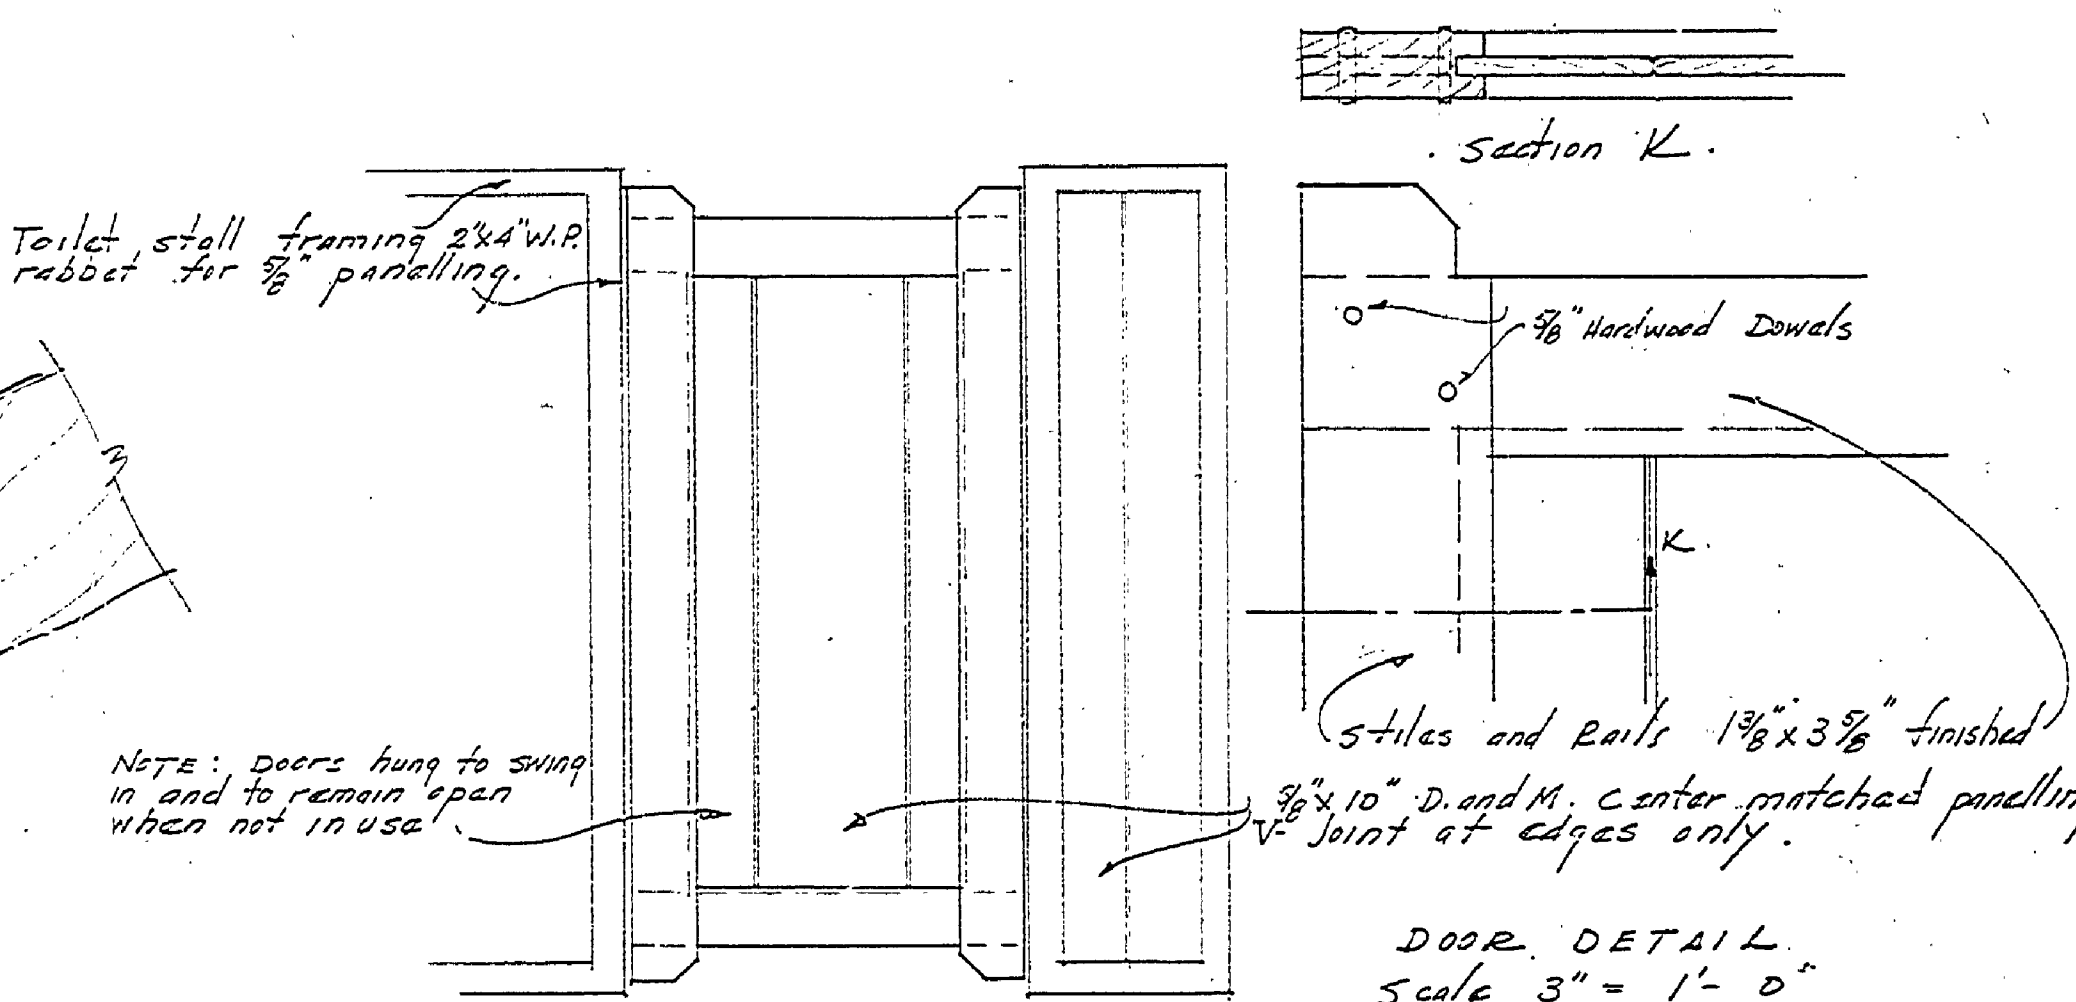 Section K.
Toilet stall framing 2"x4" W.P.
rabbet for 5/8" panelling.
5/8" Hardwood Dowels
3
K.
Stiles and Rails 1 3/8" x 3 5/8" finished
NOTE: Doors hung to swing
in and to remain open
when not in use
5/8" x 10" D. and M. Center matched panellin
V-Joint at edges only.
DOOR DETAIL
Scale 3" = 1'-0"